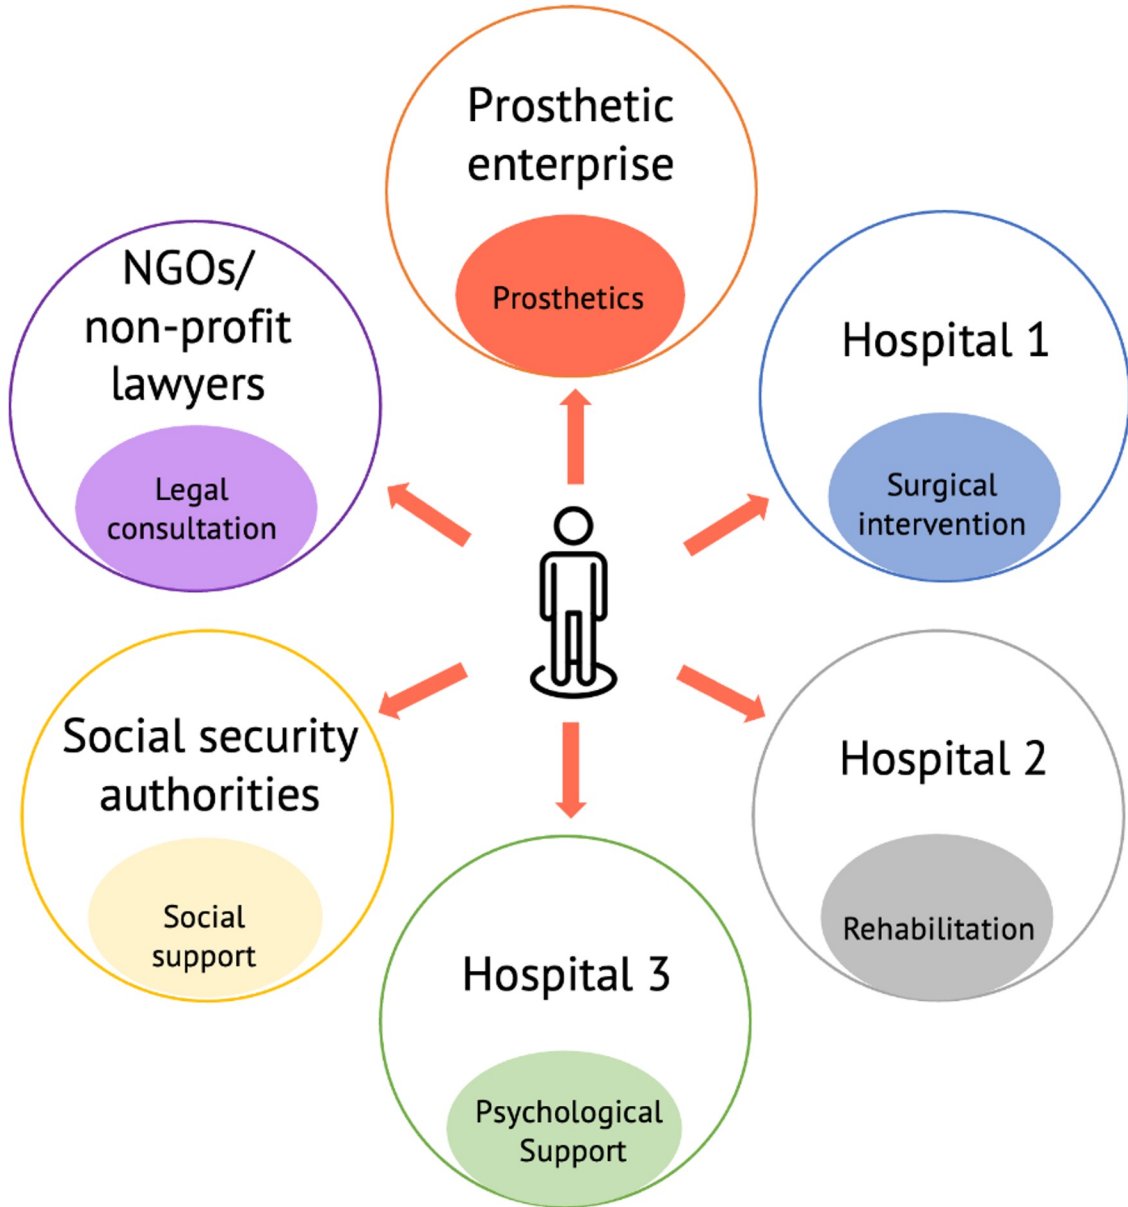 Prosthetic
enterprise
Prosthetics
NGOs/
non-profit
lawyers
Legal
consultation
Hospital 1
Surgical
intervention
Social security
authorities
Social
support
Hospital 2
Rehabilitation
Hospital 3
Psychological
Support